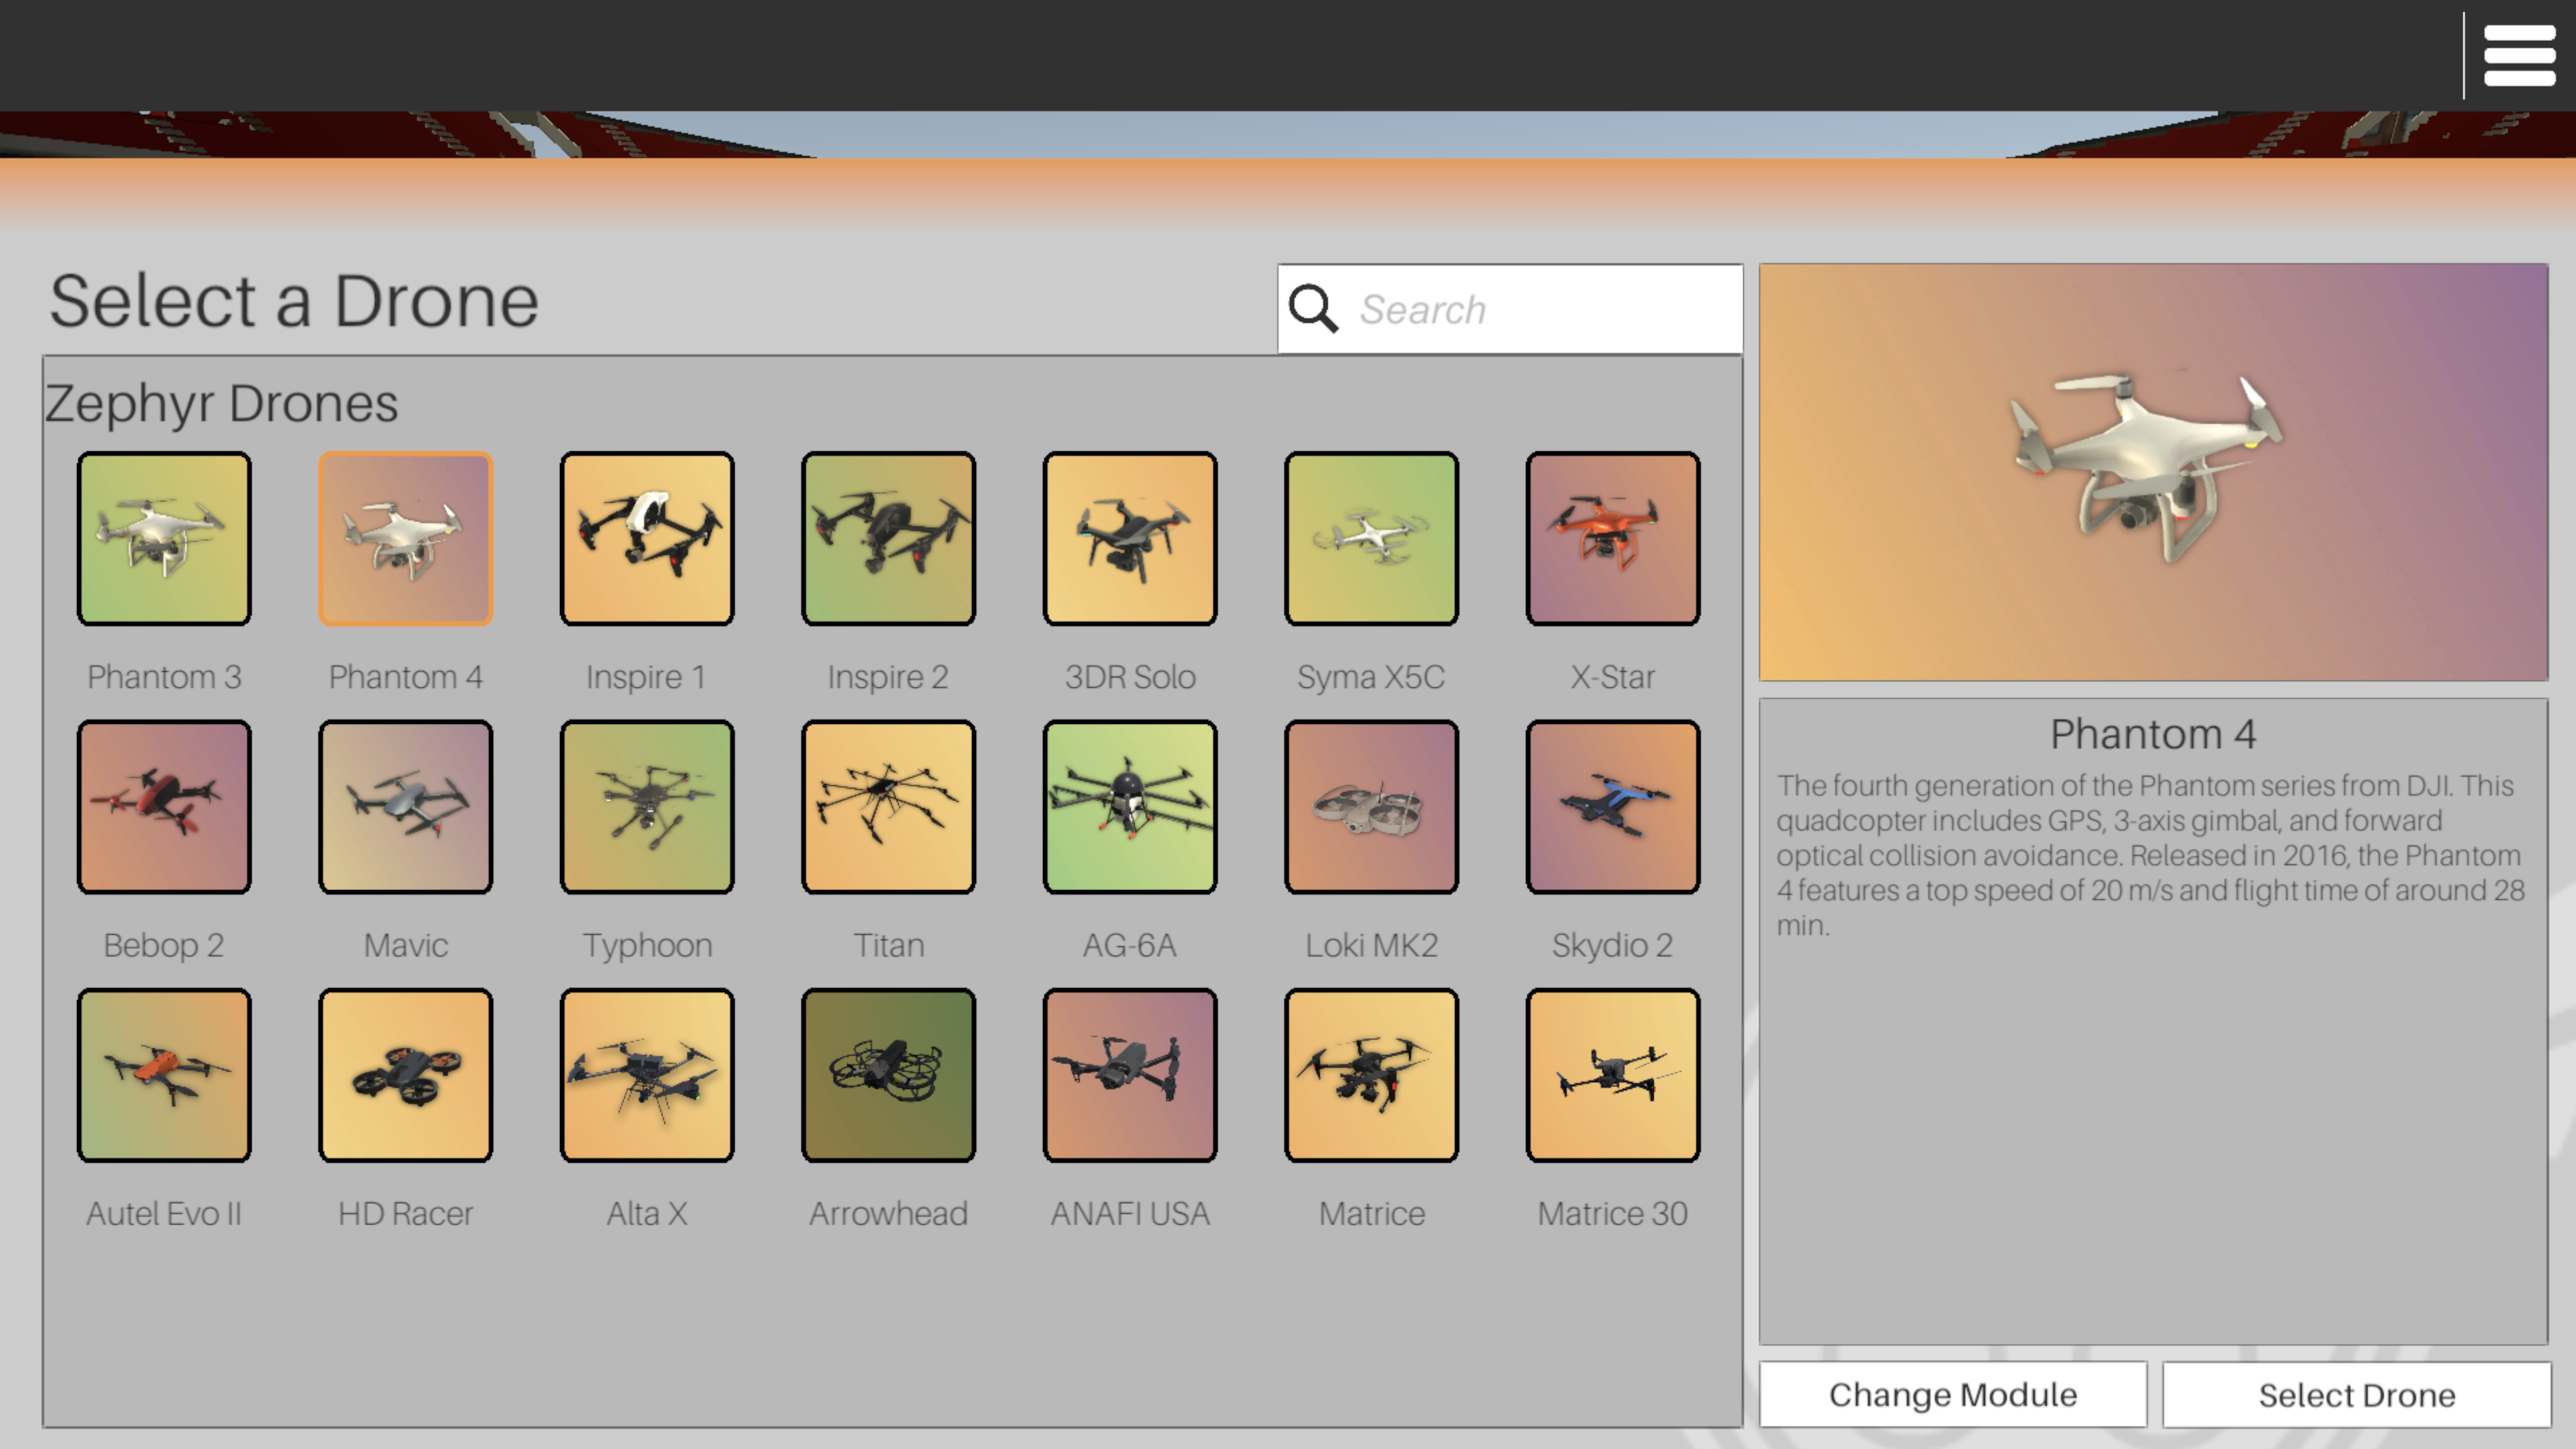 Select a Drone
Search
Zephyr Drones
Phantom 3
Phantom 4
Inspire 1
Inspire 2
3DR Solo
Syma X5C
X-Star
Bebop 2
Mavic
Typhoon
Titan
AG-6A
Loki MK2
Skydio 2
Autel Evo II
HD Racer
Alta X
Arrowhead
ANAFI USA
Matrice
Matrice 30
Phantom 4
The fourth generation of the Phantom series from DJI. This
quadcopter includes GPS, 3-axis gimbal, and forward
optical collision avoidance. Released in 2016, the Phantom
4 features a top speed of 20 m/s and flight time of around 28
min.
Change Module
Select Drone